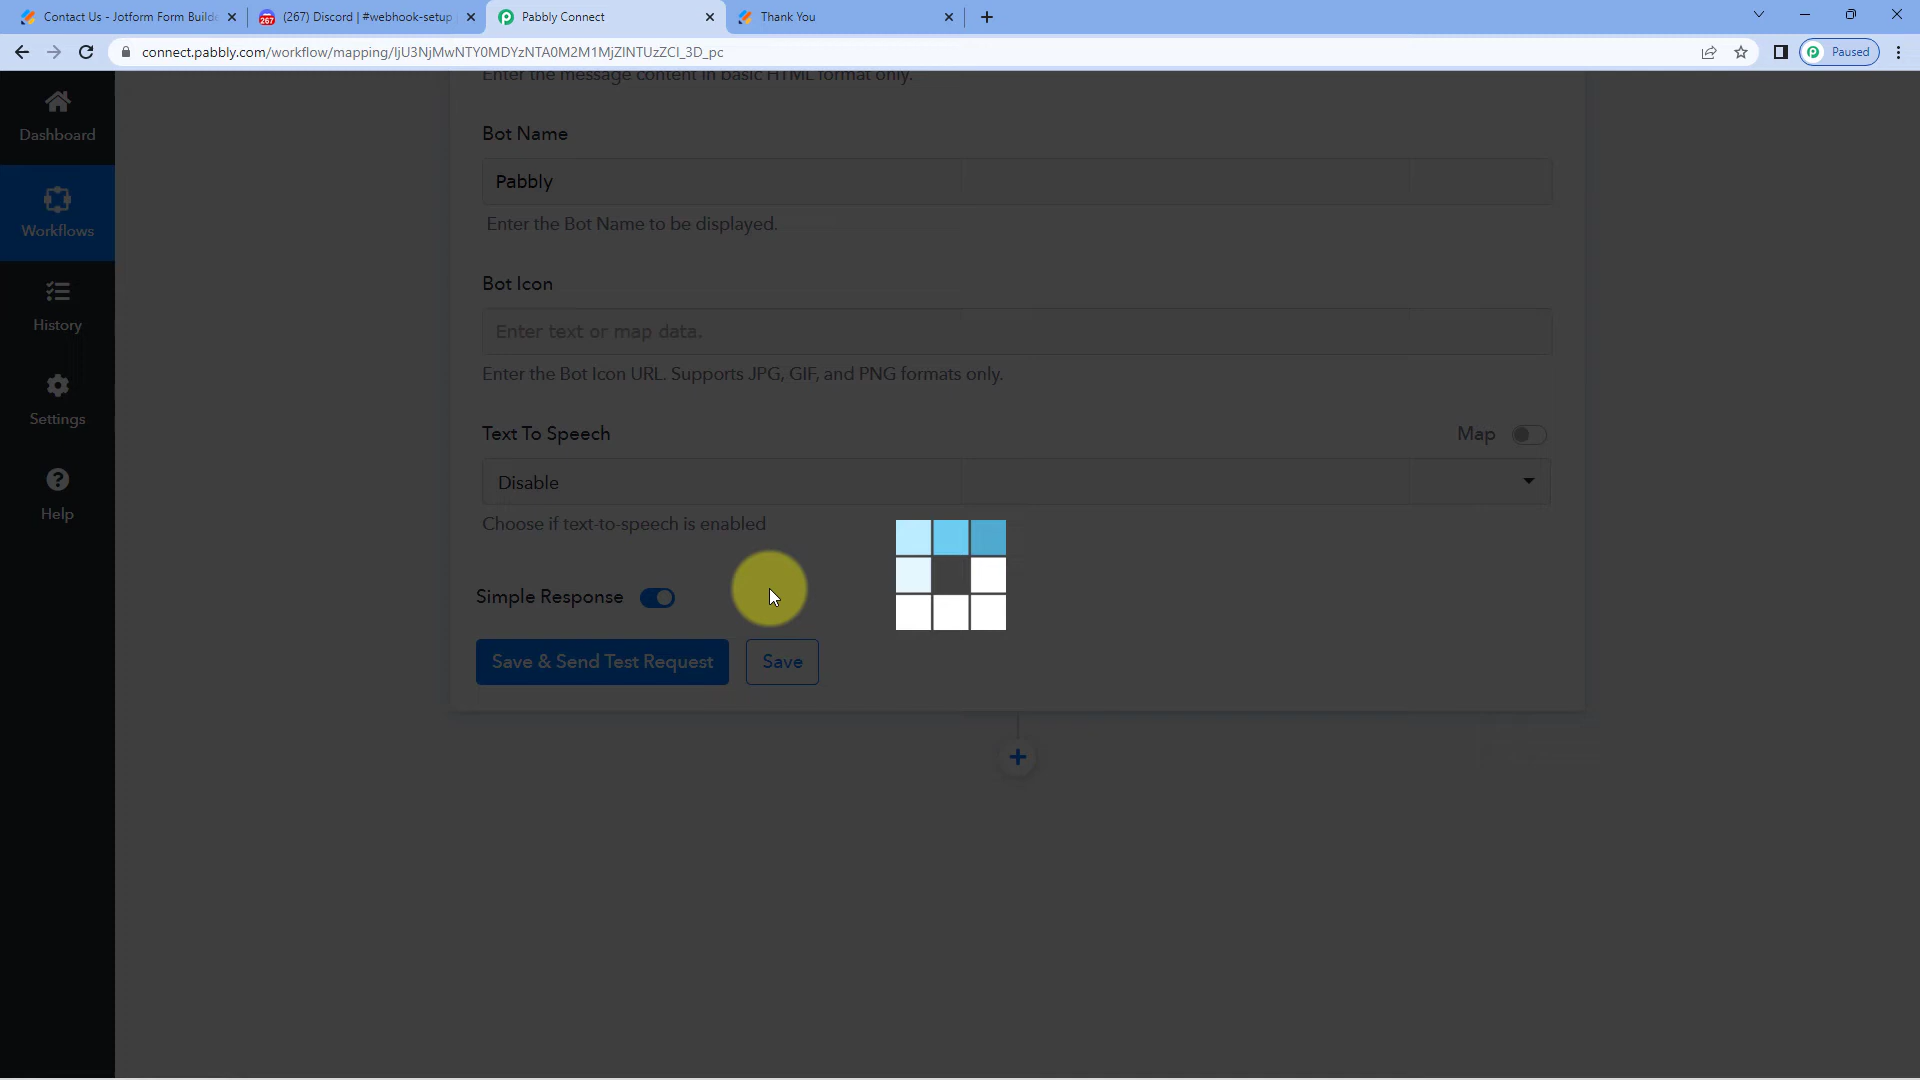 Contact Us - Jotform Form Builde
267
(267) Discord | #webhook-setup
Pabbly Connect
Thank You
connect.pabbly.com/workflow/mapping/IjU3NjMwNTY0MDYzNTA0M2M1MjZlNTUzZCI_3D_pc
Paused
Enter the message content in basic HTML format only.
Dashboard
Workflows
History
Settings
Help
Bot Name
Pabbly
Enter the Bot Name to be displayed.
Bot Icon
Enter text or map data.
Enter the Bot Icon URL. Supports JPG, GIF, and PNG formats only.
Text To Speech
Map
Disable
Choose if text-to-speech is enabled
Simple Response
Save & Send Test Request
Save